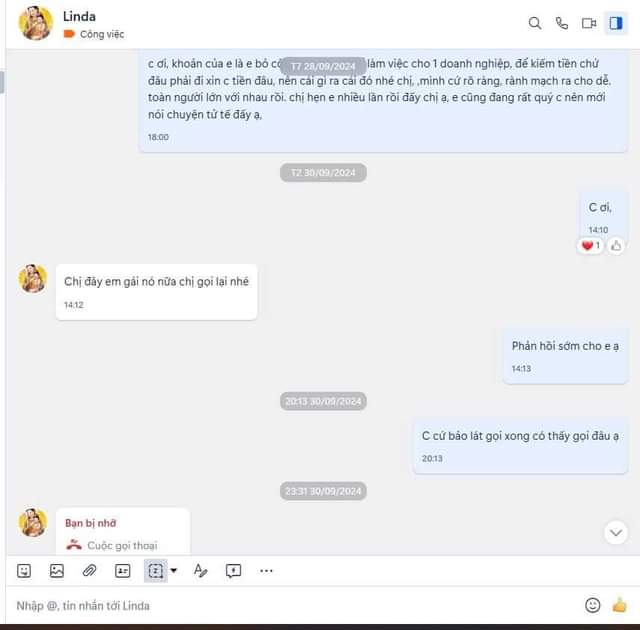 Linda
Công việc
c ơi, khoản của e là e bỏ cô làm việc cho 1 doanh nghiệp, để kiếm tiền chứ
T7 28/09/2024
đâu phải đi xin c tiền đâu, nên cái gì ra cái đó nhé chị, ,mình cứ rõ ràng, rành mạch ra cho dễ.
toàn người lớn với nhau rồi. chị hẹn e nhiều lần rồi đấy chị ạ, e cũng đang rất quý c nên mới
nói chuyện tử tế đấy ạ,
18:00
T2 30/09/2024
C ơi,
14:10
1
Chị đây em gái nó nữa chị gọi lại nhé
14:12
Phản hồi sớm cho e ạ
14:13
20:13 30/09/2024
C cứ bảo lát gọi xong có thấy gọi đâu ạ
20:13
23:31 30/09/2024
Bạn bị nhỡ
Cuộc gọi thoại
Nhập @, tin nhắn tới Linda